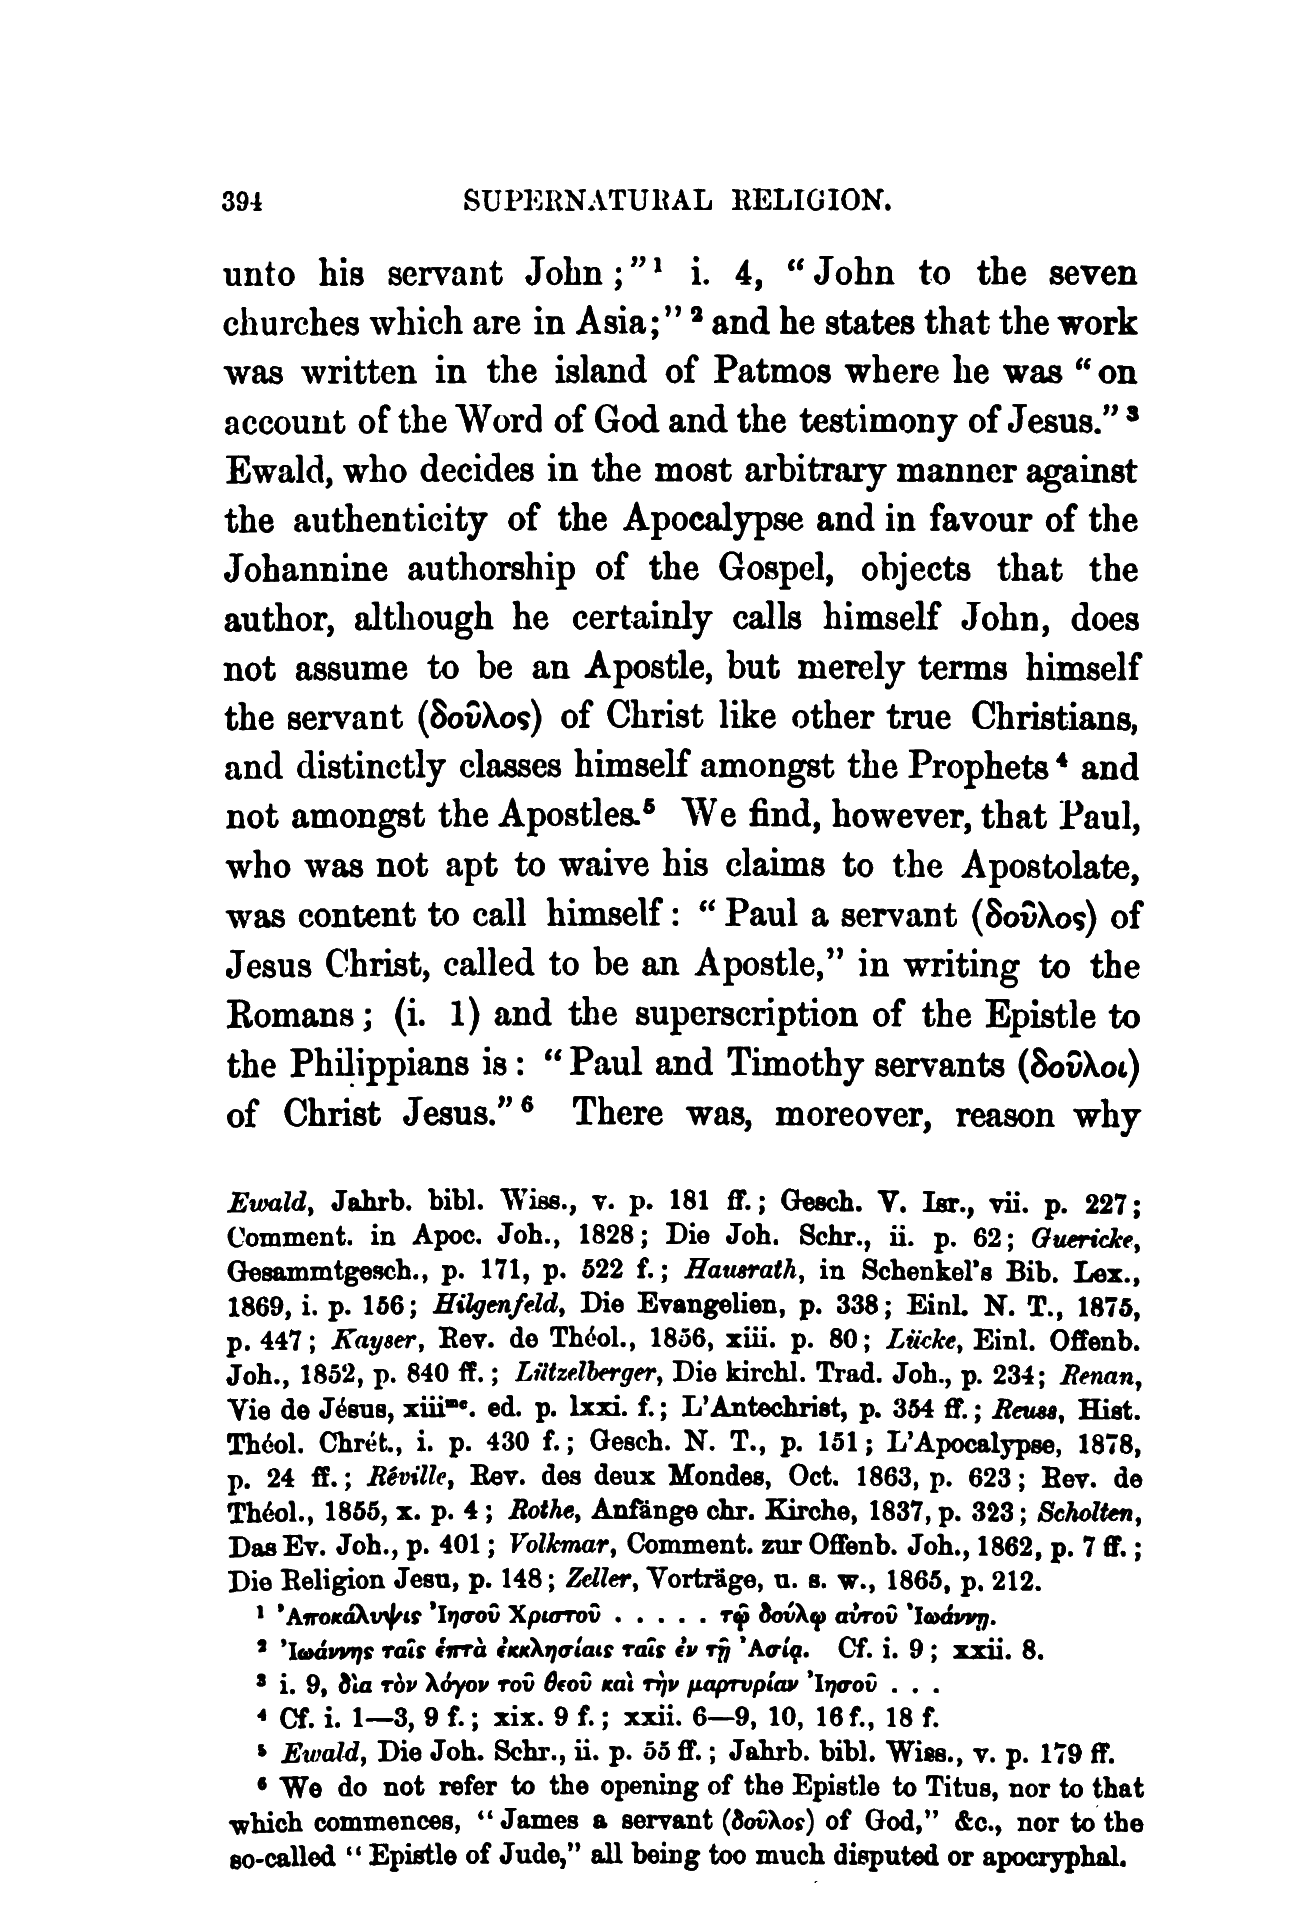 394 SUPERNATURAL RELIGION.
unto his servant John;”¹ i. 4, “John to the seven
churches which are in Asia;”² and he states that the work
was written in the island of Patmos where he was “on
account of the Word of God and the testimony of Jesus.”³
Ewald, who decides in the most arbitrary manner against
the authenticity of the Apocalypse and in favour of the
Johannine authorship of the Gospel, objects that the
author, although he certainly calls himself John, does
not assume to be an Apostle, but merely terms himself
the servant (δοῦλος) of Christ like other true Christians,
and distinctly classes himself amongst the Prophets⁴ and
not amongst the Apostles.⁵ We find, however, that Paul,
who was not apt to waive his claims to the Apostolate,
was content to call himself: “Paul a servant (δοῦλος) of
Jesus Christ, called to be an Apostle,” in writing to the
Romans; (i. 1) and the superscription of the Epistle to
the Philippians is: “Paul and Timothy servants (δοῦλοι)
of Christ Jesus.”⁶ There was, moreover, reason why
Ewald, Jahrb. bibl. Wiss., v. p. 181 ff.; Gesch. V. Isr., vii. p. 227;
Comment. in Apoc. Joh., 1828; Die Joh. Schr., ii. p. 62; Guericke,
Gesammtgesch., p. 171, p. 522 f.; Hausrath, in Schenkel's Bib. Lex.,
1869, i. p. 156; Hilgenfeld, Die Evangelien, p. 338; Einl. N. T., 1875,
p. 447; Kayser, Rev. de Théol., 1856, xiii. p. 80; Lücke, Einl. Offenb.
Joh., 1852, p. 840 ff.; Lützelberger, Die kirchl. Trad. Joh., p. 234; Renan,
Vie de Jésus, xiiiᵐᵉ. ed. p. lxxi. f.; L'Antechrist, p. 354 ff.; Reuss, Hist.
Théol. Chrét., i. p. 430 f.; Gesch. N. T., p. 151; L'Apocalypse, 1878,
p. 24 ff.; Réville, Rev. des deux Mondes, Oct. 1863, p. 623; Rev. de
Théol., 1855, x. p. 4; Rothe, Anfänge chr. Kirche, 1837, p. 323; Scholten,
Das Ev. Joh., p. 401; Volkmar, Comment. zur Offenb. Joh., 1862, p. 7 ff.;
Die Religion Jesu, p. 148; Zeller, Vorträge, u. s. w., 1865, p. 212.
¹ Ἀποκάλυψις Ἰησοῦ Χριστοῦ . . . . . τῷ δούλῳ αὐτοῦ Ἰωάννῃ.
² Ἰωάννης ταῖς ἑπτὰ ἐκκλησίαις ταῖς ἐν τῇ Ἀσίᾳ. Cf. i. 9; xxii. 8.
³ i. 9, δὶα τὸν λόγον τοῦ θεοῦ καὶ τὴν μαρτυρίαν Ἰησοῦ . . .
⁴ Cf. i. 1—3, 9 f.; xix. 9 f.; xxii. 6—9, 10, 16 f., 18 f.
⁵ Ewald, Die Joh. Schr., ii. p. 55 ff.; Jahrb. bibl. Wiss., v. p. 179 ff.
⁶ We do not refer to the opening of the Epistle to Titus, nor to that
which commences, “James a servant (δοῦλος) of God,” &c., nor to the
so-called “Epistle of Jude,” all being too much disputed or apocryphal.